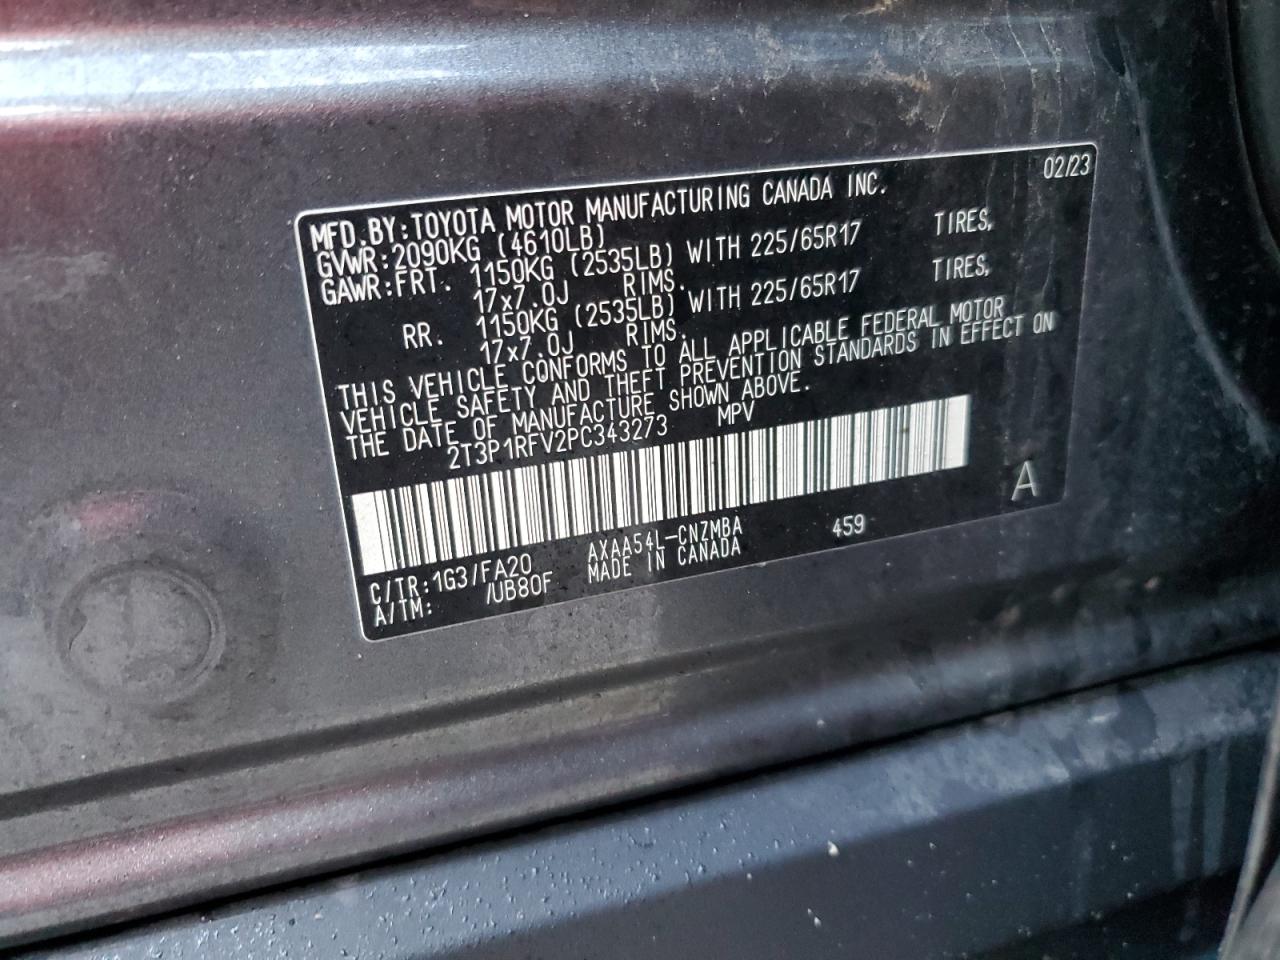 02/23
MFD.BY:TOYOTA MOTOR MANUFACTURING CANADA INC.
GVWR:2090KG (4610LB)
GAWR:FRT. 1150KG (2535LB) WITH 225/65R17 TIRES,
17x7.0J RIMS.
RR. 1150KG (2535LB) WITH 225/65R17 TIRES,
17x7.0J RIMS.
THIS VEHICLE CONFORMS TO ALL APPLICABLE FEDERAL MOTOR
VEHICLE SAFETY AND THEFT PREVENTION STANDARDS IN EFFECT ON
THE DATE OF MANUFACTURE SHOWN ABOVE.
2T3P1RFV2PC343273 MPV
A
C/TR:1G3/FA20 AXAA54L-CNZMBA 459
A/TM: /UB80F MADE IN CANADA